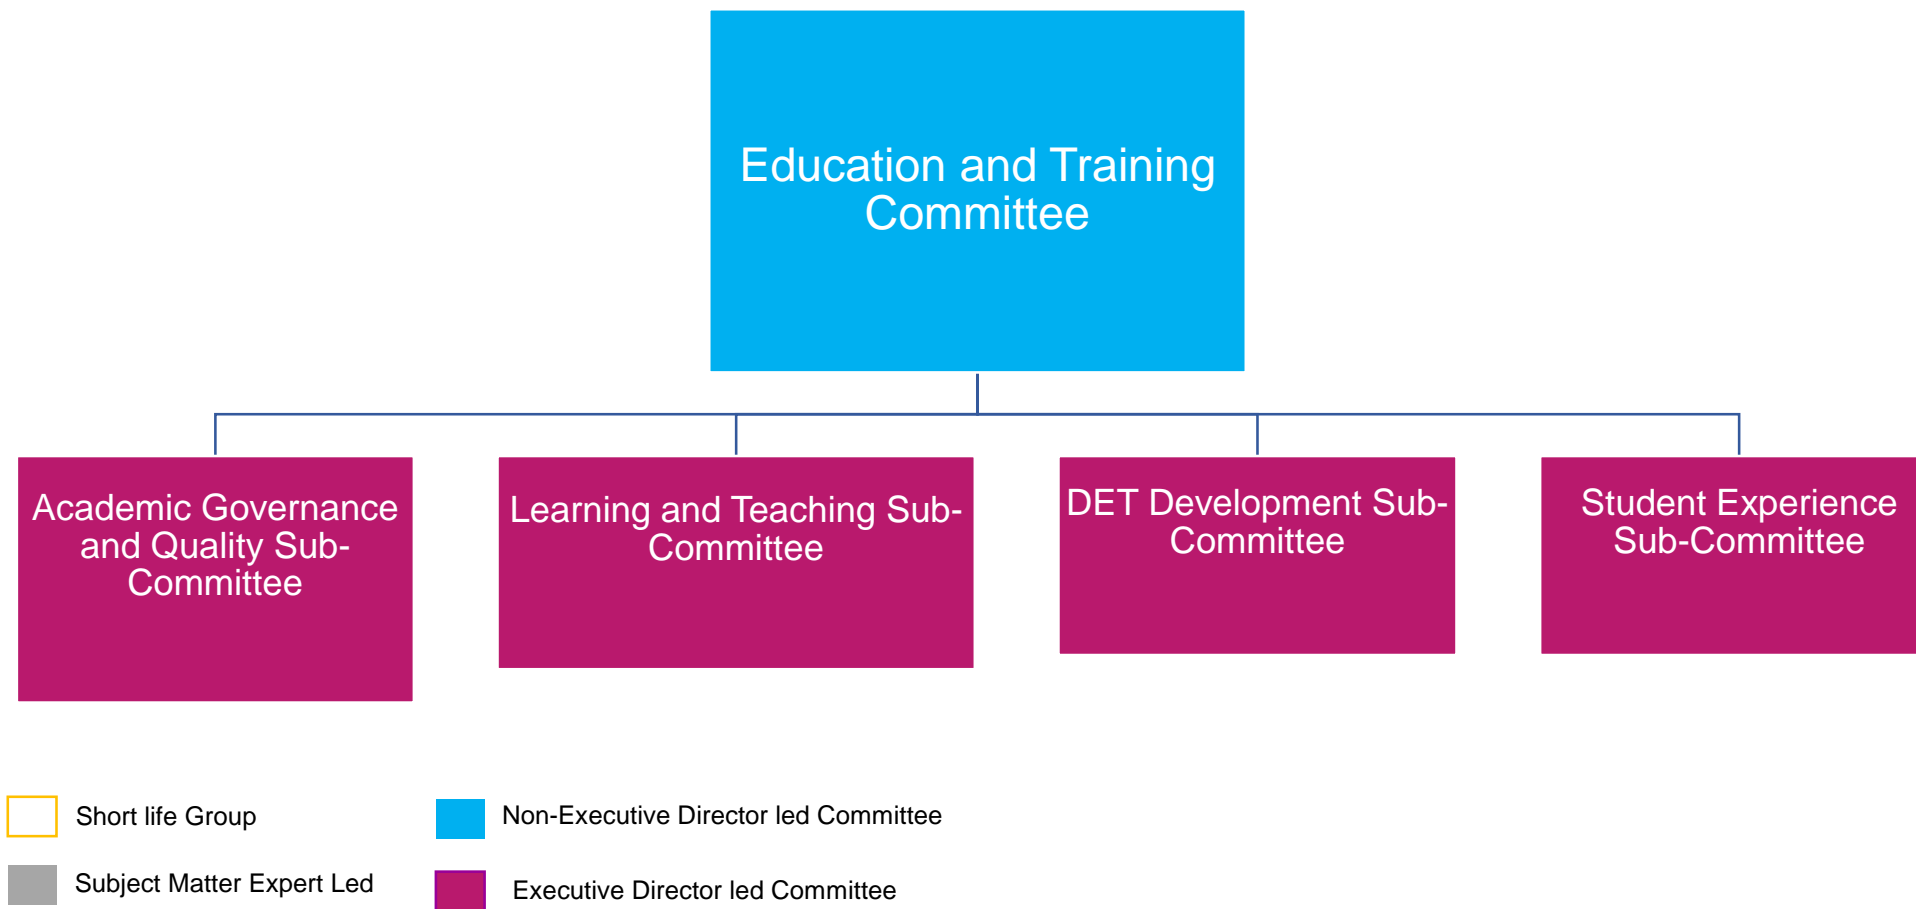 Education and Training
Committee
Academic Governance
and Quality Sub-
Committee
Learning and Teaching Sub-
Committee
DET Development Sub-
Committee
Student Experience
Sub-Committee
Short life Group
Non-Executive Director led Committee
Subject Matter Expert Led
Executive Director led Committee